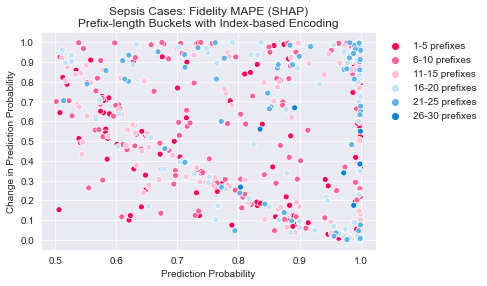 Sepsis Cases: Fidelity MAPE (SHAP)
Prefix-length Buckets with Index-based Encoding
1.0
0.9
0.8
0.7
0.6
0.5
0.4
0.3
0.2
0.1
0.0
Change in Prediction Probability
0.5 0.6 0.7 0.8 0.9 1.0
Prediction Probability
1-5 prefixes
6-10 prefixes
11-15 prefixes
16-20 prefixes
21-25 prefixes
26-30 prefixes